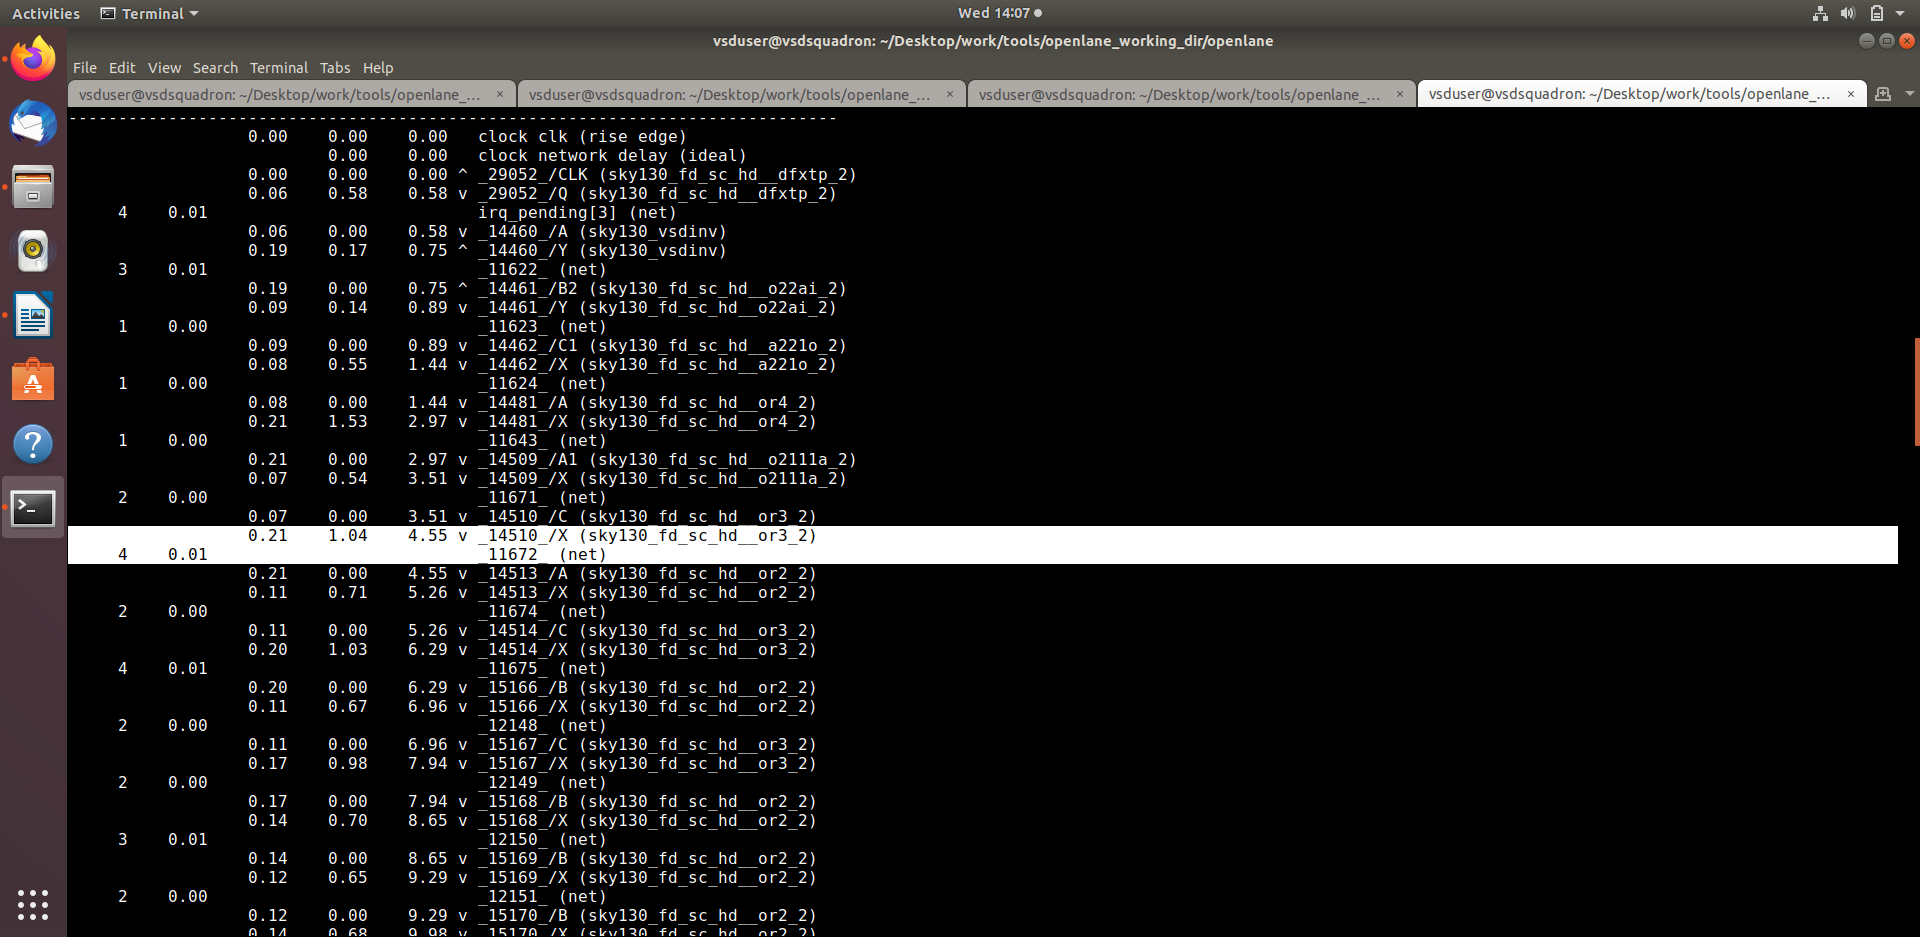 Activities Terminal Wed 14:07
vsduser@vsdsquadron: ~/Desktop/work/tools/openlane_working_dir/openlane
File Edit View Search Terminal Tabs Help
vsduser@vsdsquadron: ~/Desktop/work/tools/openlane_... × vsduser@vsdsquadron: ~/Desktop/work/tools/openlane_... × vsduser@vsdsquadron: ~/Desktop/work/tools/openlane_... × vsduser@vsdsquadron: ~/Desktop/work/tools/openlane_... ×
-----------------------------------------------------------------------------
0.00 0.00 0.00 clock clk (rise edge)
0.00 0.00 clock network delay (ideal)
0.00 0.00 0.00 ^ _29052_/CLK (sky130_fd_sc_hd__dfxtp_2)
0.06 0.58 0.58 v _29052_/Q (sky130_fd_sc_hd__dfxtp_2)
4 0.01 irq_pending[3] (net)
0.06 0.00 0.58 v _14460_/A (sky130_vsdinv)
0.19 0.17 0.75 ^ _14460_/Y (sky130_vsdinv)
3 0.01 _11622_ (net)
0.19 0.00 0.75 ^ _14461_/B2 (sky130_fd_sc_hd__o22ai_2)
0.09 0.14 0.89 v _14461_/Y (sky130_fd_sc_hd__o22ai_2)
1 0.00 _11623_ (net)
0.09 0.00 0.89 v _14462_/C1 (sky130_fd_sc_hd__a221o_2)
0.08 0.55 1.44 v _14462_/X (sky130_fd_sc_hd__a221o_2)
1 0.00 _11624_ (net)
0.08 0.00 1.44 v _14481_/A (sky130_fd_sc_hd__or4_2)
0.21 1.53 2.97 v _14481_/X (sky130_fd_sc_hd__or4_2)
1 0.00 _11643_ (net)
0.21 0.00 2.97 v _14509_/A1 (sky130_fd_sc_hd__o2111a_2)
0.07 0.54 3.51 v _14509_/X (sky130_fd_sc_hd__o2111a_2)
2 0.00 _11671_ (net)
0.07 0.00 3.51 v _14510_/C (sky130_fd_sc_hd__or3_2)
0.21 1.04 4.55 v _14510_/X (sky130_fd_sc_hd__or3_2)
4 0.01 _11672_ (net)
0.21 0.00 4.55 v _14513_/A (sky130_fd_sc_hd__or2_2)
0.11 0.71 5.26 v _14513_/X (sky130_fd_sc_hd__or2_2)
2 0.00 _11674_ (net)
0.11 0.00 5.26 v _14514_/C (sky130_fd_sc_hd__or3_2)
0.20 1.03 6.29 v _14514_/X (sky130_fd_sc_hd__or3_2)
4 0.01 _11675_ (net)
0.20 0.00 6.29 v _15166_/B (sky130_fd_sc_hd__or2_2)
0.11 0.67 6.96 v _15166_/X (sky130_fd_sc_hd__or2_2)
2 0.00 _12148_ (net)
0.11 0.00 6.96 v _15167_/C (sky130_fd_sc_hd__or3_2)
0.17 0.98 7.94 v _15167_/X (sky130_fd_sc_hd__or3_2)
2 0.00 _12149_ (net)
0.17 0.00 7.94 v _15168_/B (sky130_fd_sc_hd__or2_2)
0.14 0.70 8.65 v _15168_/X (sky130_fd_sc_hd__or2_2)
3 0.01 _12150_ (net)
0.14 0.00 8.65 v _15169_/B (sky130_fd_sc_hd__or2_2)
0.12 0.65 9.29 v _15169_/X (sky130_fd_sc_hd__or2_2)
2 0.00 _12151_ (net)
0.12 0.00 9.29 v _15170_/B (sky130_fd_sc_hd__or2_2)
0.14 0.68 9.98 v _15170_/X (sky130_fd_sc_hd__or2_2)